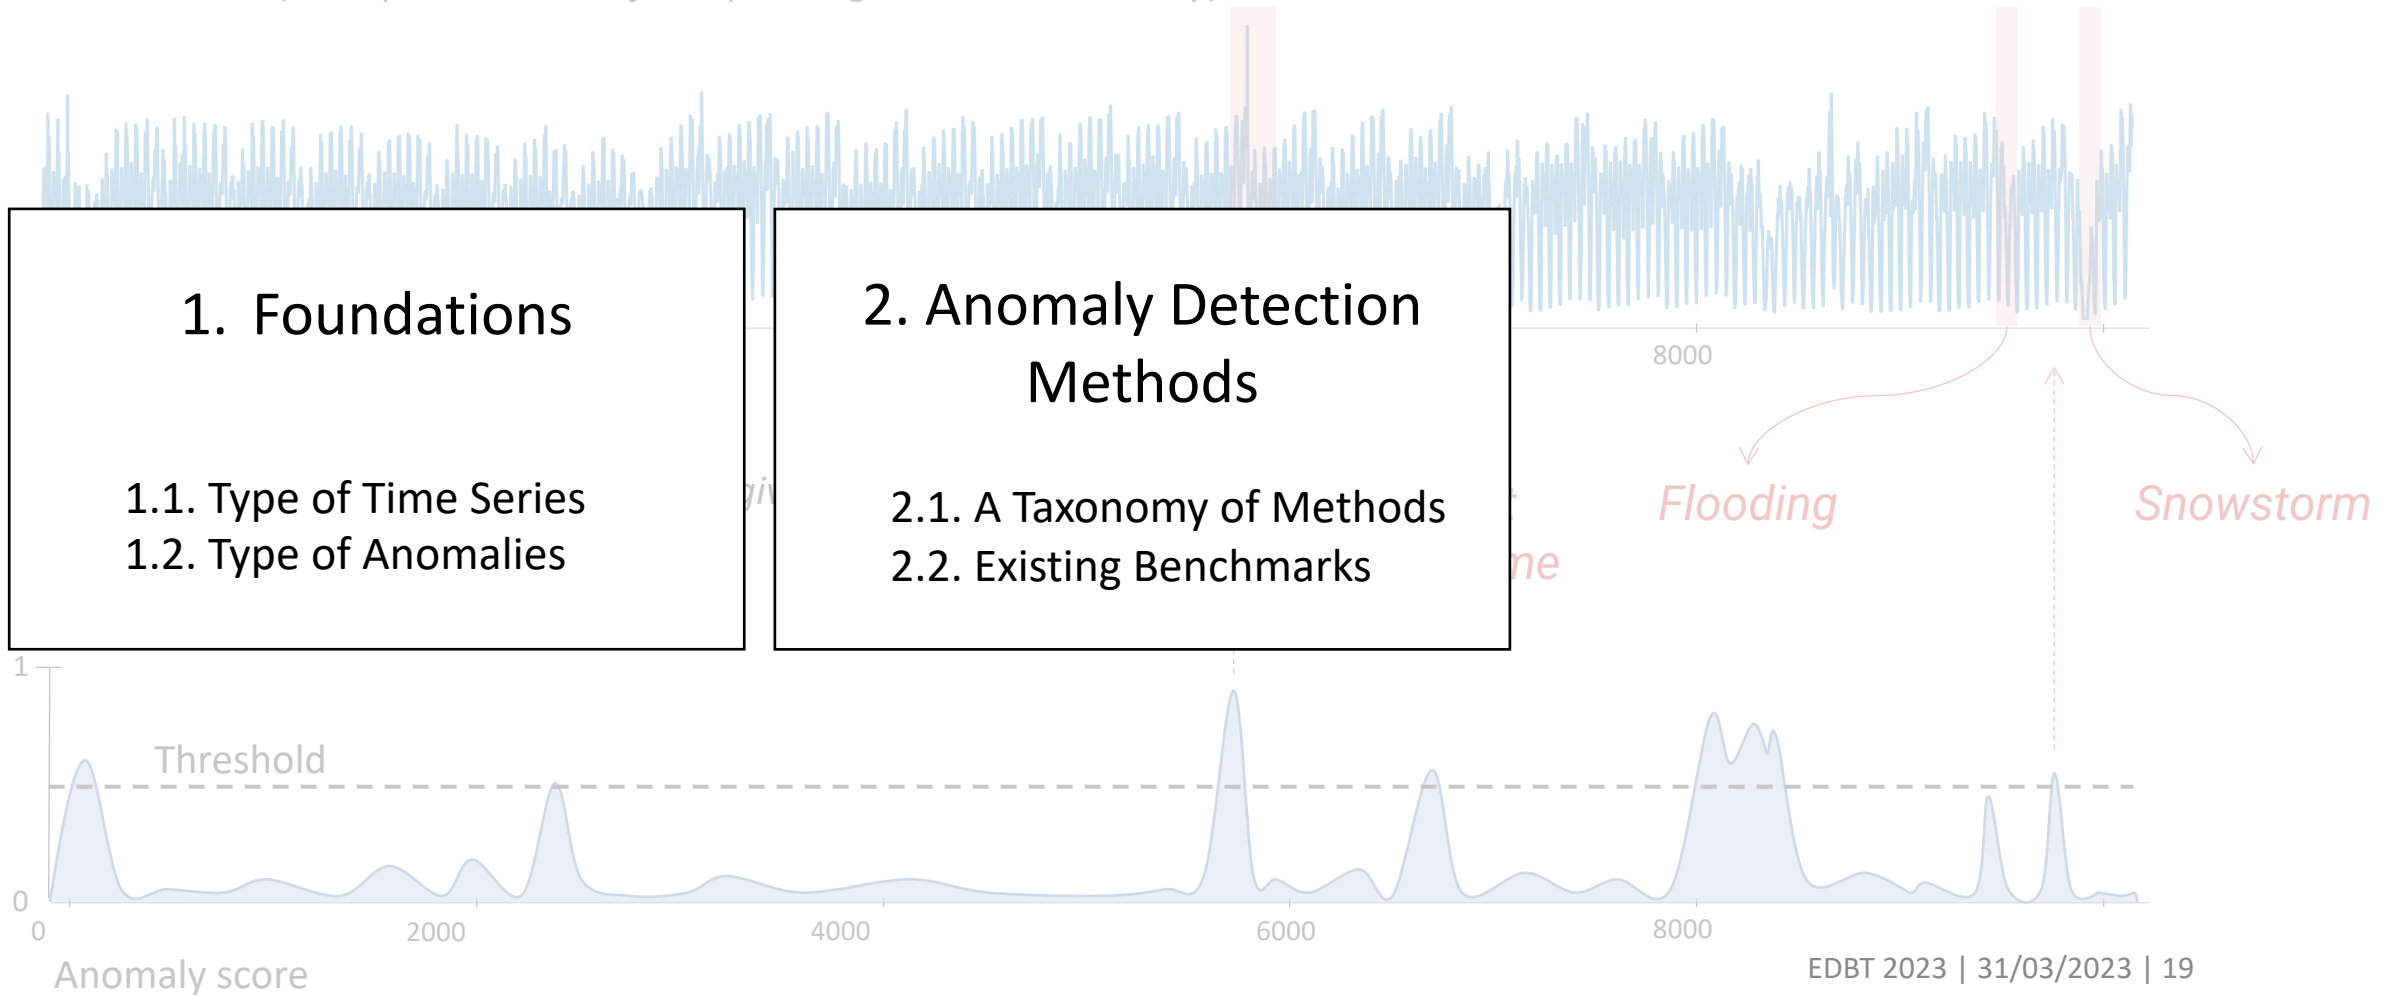 1. Foundations
1.1. Type of Time Series
1.2. Type of Anomalies
2. Anomaly Detection
Methods
2.1. A Taxonomy of Methods
2.2. Existing Benchmarks
8000
Flooding
Snowstorm
1
Threshold
0
0 2000 4000 6000 8000
Anomaly score
EDBT 2023 | 31/03/2023 | 19